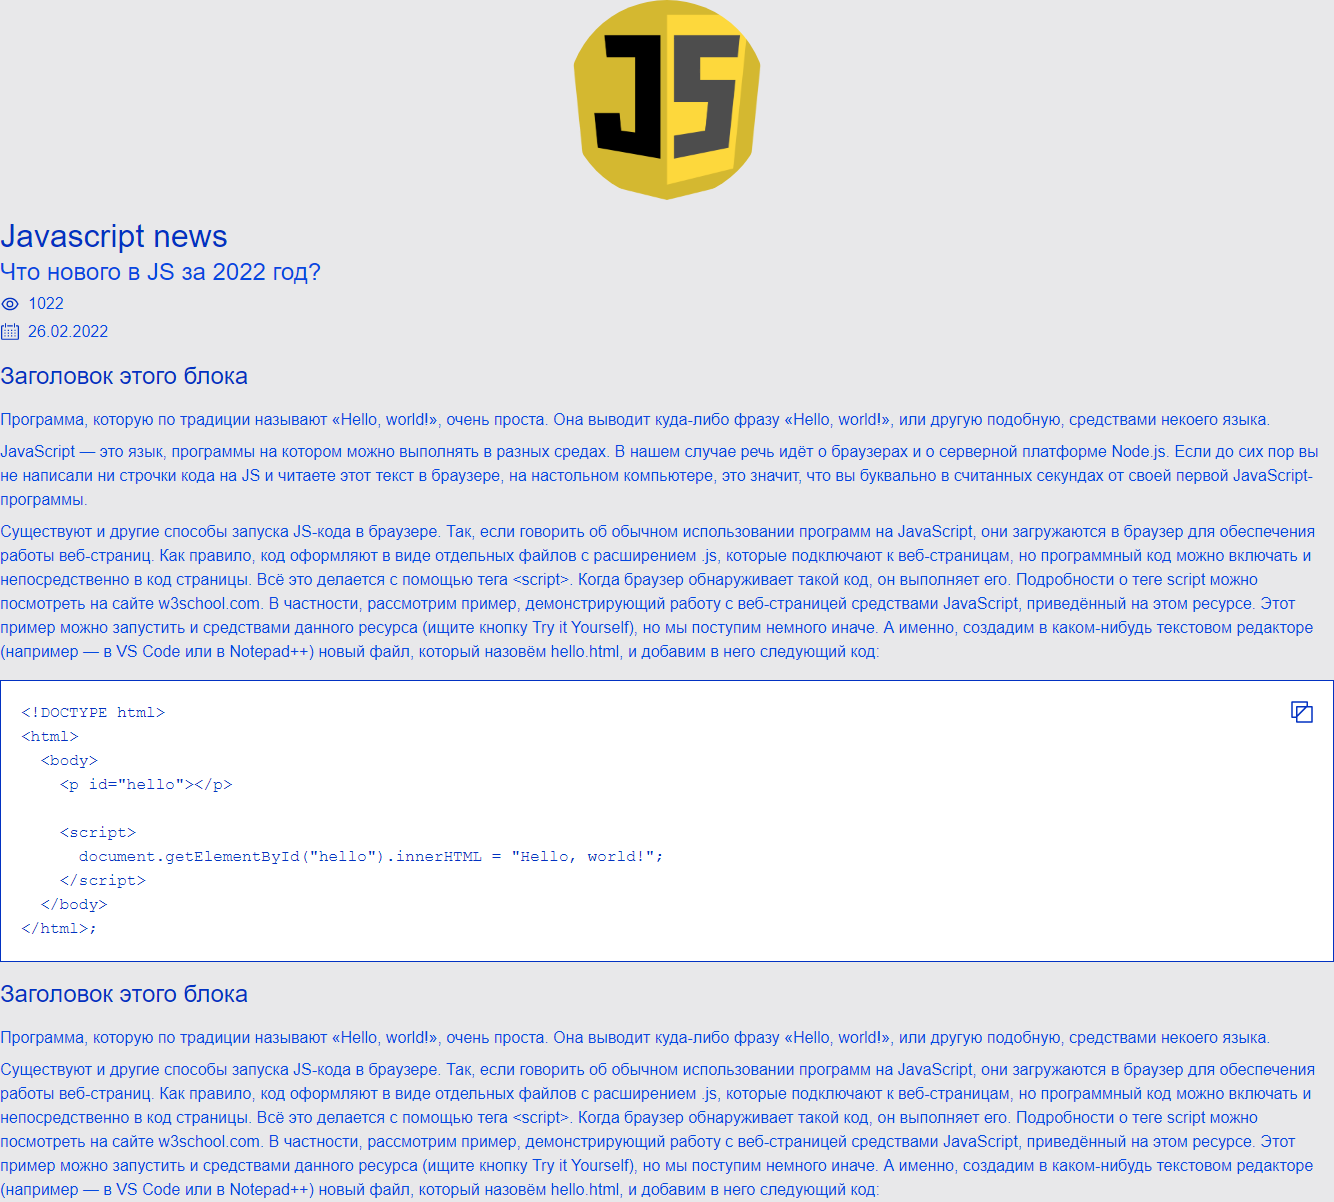 JS
Javascript news
Что нового в JS за 2022 год?
1022
26.02.2022
Заголовок этого блока
Программа, которую по традиции называют «Hello, world!», очень проста. Она выводит куда-либо фразу «Hello, world!», или другую подобную, средствами некоего языка.
JavaScript — это язык, программы на котором можно выполнять в разных средах. В нашем случае речь идёт о браузерах и о серверной платформе Node.js. Если до сих пор вы
не написали ни строчки кода на JS и читаете этот текст в браузере, на настольном компьютере, это значит, что вы буквально в считанных секундах от своей первой JavaScript-
программы.
Существуют и другие способы запуска JS-кода в браузере. Так, если говорить об обычном использовании программ на JavaScript, они загружаются в браузер для обеспечения
работы веб-страниц. Как правило, код оформляют в виде отдельных файлов с расширением .js, которые подключают к веб-страницам, но программный код можно включать и
непосредственно в код страницы. Всё это делается с помощью тега <script>. Когда браузер обнаруживает такой код, он выполняет его. Подробности о теге script можно
посмотреть на сайте w3school.com. В частности, рассмотрим пример, демонстрирующий работу с веб-страницей средствами JavaScript, приведённый на этом ресурсе. Этот
пример можно запустить и средствами данного ресурса (ищите кнопку Try it Yourself), но мы поступим немного иначе. А именно, создадим в каком-нибудь текстовом редакторе
(например — в VS Code или в Notepad++) новый файл, который назовём hello.html, и добавим в него следующий код:
<!DOCTYPE html>
<html>
  <body>
    <p id="hello"></p>
    <script>
      document.getElementById("hello").innerHTML = "Hello, world!";
    </script>
  </body>
</html>;
Заголовок этого блока
Программа, которую по традиции называют «Hello, world!», очень проста. Она выводит куда-либо фразу «Hello, world!», или другую подобную, средствами некоего языка.
Существуют и другие способы запуска JS-кода в браузере. Так, если говорить об обычном использовании программ на JavaScript, они загружаются в браузер для обеспечения
работы веб-страниц. Как правило, код оформляют в виде отдельных файлов с расширением .js, которые подключают к веб-страницам, но программный код можно включать и
непосредственно в код страницы. Всё это делается с помощью тега <script>. Когда браузер обнаруживает такой код, он выполняет его. Подробности о теге script можно
посмотреть на сайте w3school.com. В частности, рассмотрим пример, демонстрирующий работу с веб-страницей средствами JavaScript, приведённый на этом ресурсе. Этот
пример можно запустить и средствами данного ресурса (ищите кнопку Try it Yourself), но мы поступим немного иначе. А именно, создадим в каком-нибудь текстовом редакторе
(например — в VS Code или в Notepad++) новый файл, который назовём hello.html, и добавим в него следующий код: